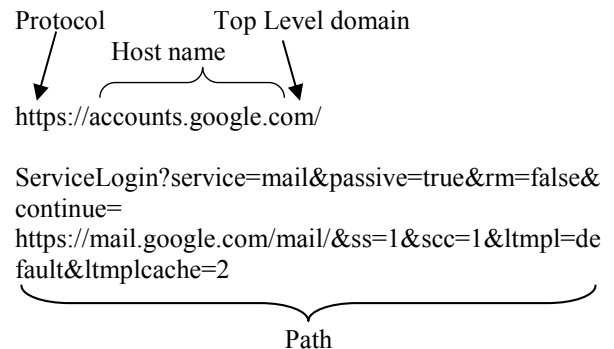 Protocol Top Level domain
Host name
https://accounts.google.com/
ServiceLogin?service=mail&passive=true&rm=false&
continue=
https://mail.google.com/mail/&ss=1&scc=1&ltmpl=de
fault&ltmplcache=2
Path